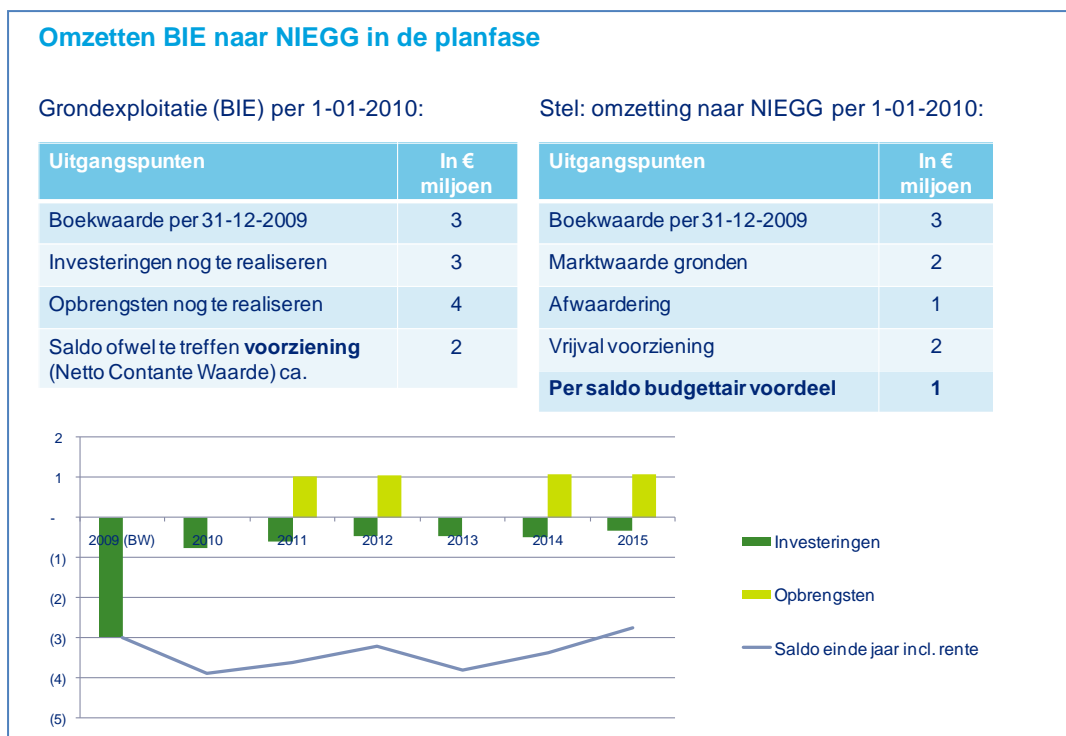 Omzetten BIE naar NIEGG in de planfase
Grondexploitatie (BIE) per 1-01-2010:
Uitgangspunten In €
miljoen
Boekwaarde per 31-12-2009 3
Investeringen nog te realiseren 3
Opbrengsten nog te realiseren 4
Saldo ofwel te treffen voorziening 2
(Netto Contante Waarde) ca.
Stel: omzetting naar NIEGG per 1-01-2010:
Uitgangspunten In €
miljoen
Boekwaarde per 31-12-2009 3
Marktwaarde gronden 2
Afwaardering 1
Vrijval voorziening 2
Per saldo budgettair voordeel 1
2
1
-
(1)
(2)
(3)
(4)
(5)
2009 (BW) 2010 2011 2012 2013 2014 2015
Investeringen
Opbrengsten
Saldo einde jaar incl. rente